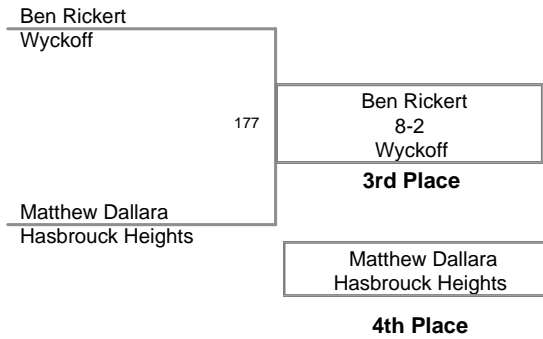 Ben Rickert
Wyckoff
177
Ben Rickert
8-2
Wyckoff
3rd Place
Matthew Dallara
Hasbrouck Heights
Matthew Dallara
Hasbrouck Heights
4th Place